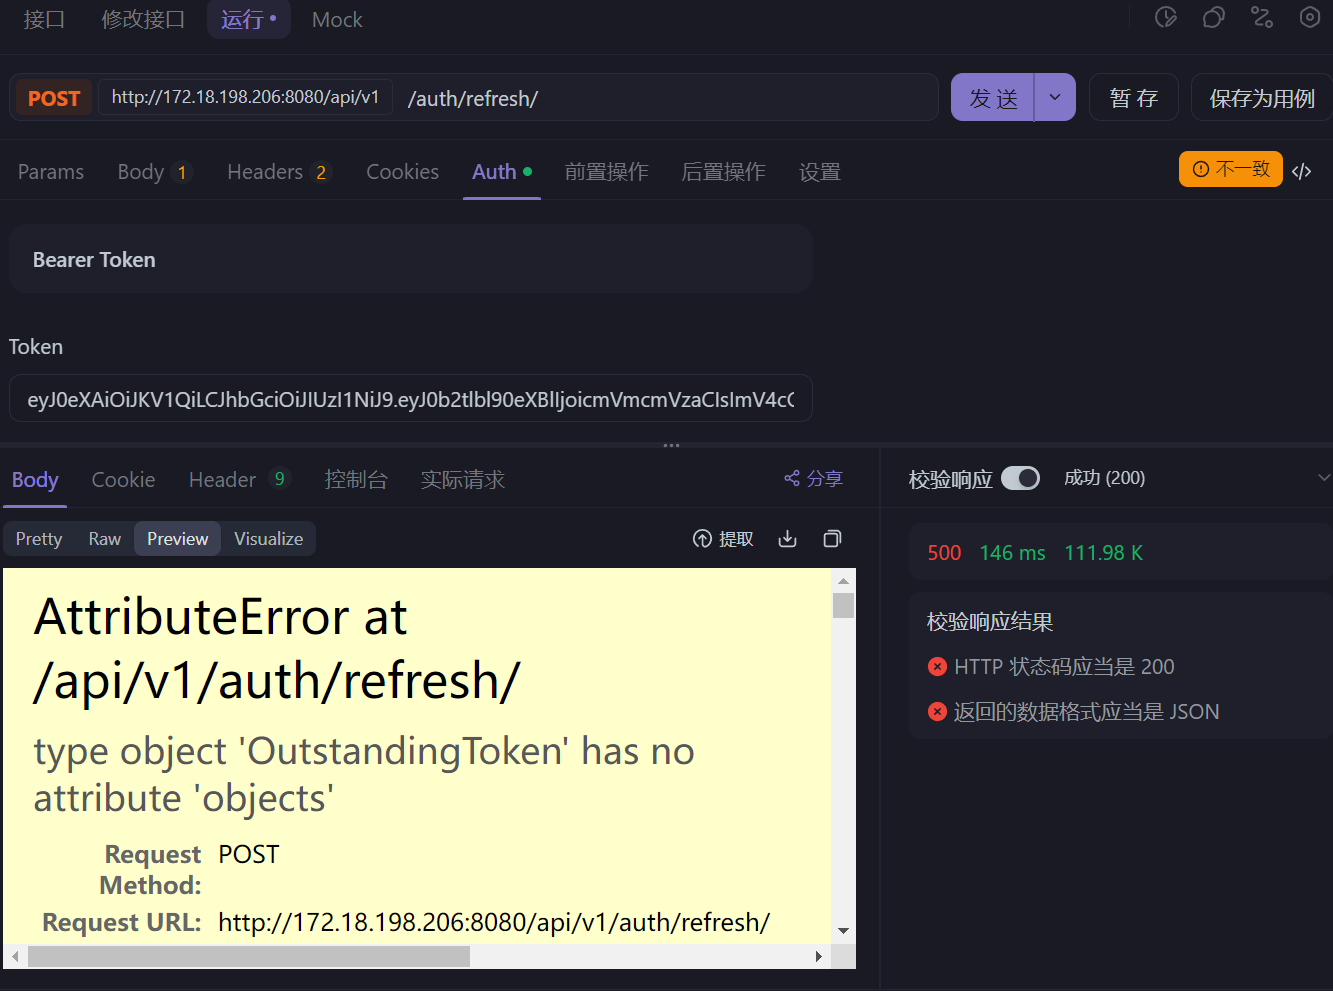 接口 修改接口 运行 Mock
POST http://172.18.198.206:8080/api/v1 /auth/refresh/ 发 送 暂 存 保存为用例
Params Body 1 Headers 2 Cookies Auth 前置操作 后置操作 设置 不一致
Bearer Token
Token
Body Cookie Header 9 控制台 实际请求 分享 校验响应 成功 (200)
Pretty Raw Preview Visualize 提取
500 146 ms 111.98 K
AttributeError at
/api/v1/auth/refresh/
校验响应结果
HTTP 状态码应当是 200
返回的数据格式应当是 JSON
type object 'OutstandingToken' has no
attribute 'objects'
Request Method: POST
Request URL: http://172.18.198.206:8080/api/v1/auth/refresh/